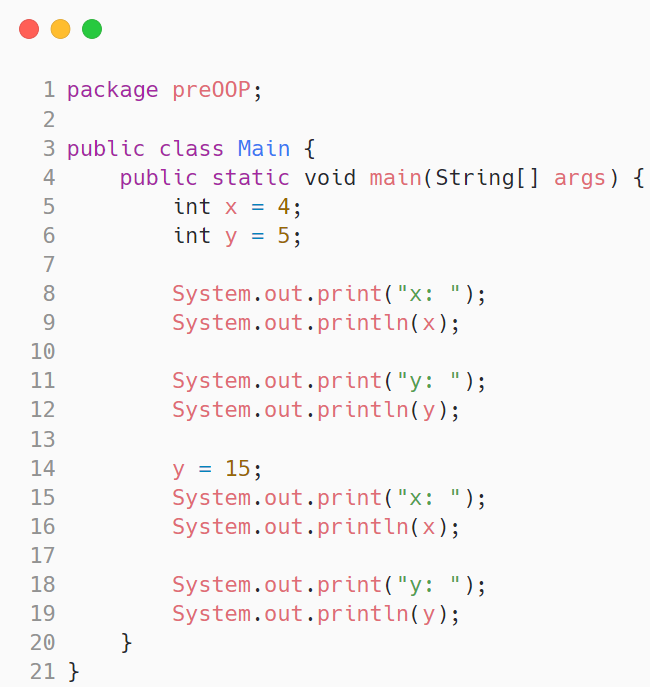 1 package preOOP;
2
3 public class Main {
4     public static void main(String[] args) {
5         int x = 4;
6         int y = 5;
7
8         System.out.print("x: ");
9         System.out.println(x);
10
11         System.out.print("y: ");
12         System.out.println(y);
13
14         y = 15;
15         System.out.print("x: ");
16         System.out.println(x);
17
18         System.out.print("y: ");
19         System.out.println(y);
20     }
21 }